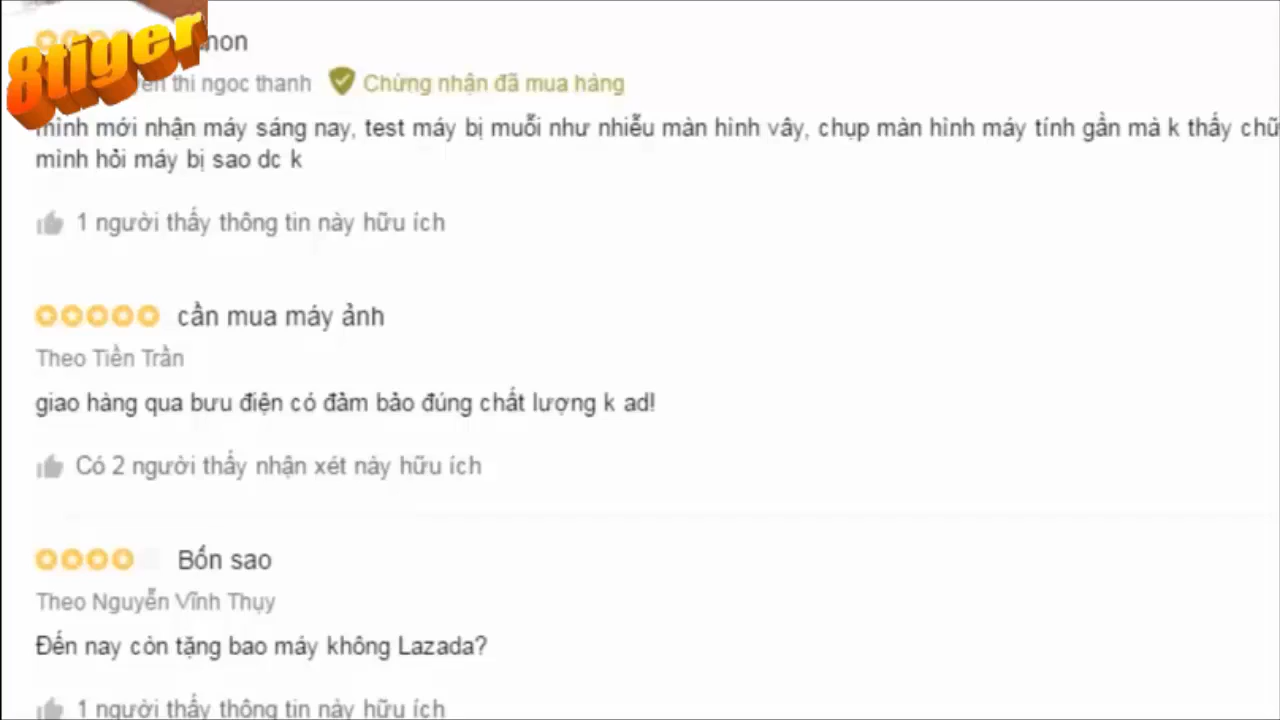 8tiger
thi ngoc thanh Chứng nhận đã mua hàng
mình mới nhận máy sáng nay, test máy bị muỗi như nhiễu màn hình vây, chụp màn hình máy tính gần mà k thấy chữ
mình hỏi máy bị sao dc k
1 người thấy thông tin này hữu ích
cần mua máy ảnh
Theo Tiền Trần
giao hàng qua bưu điện có đảm bảo đúng chất lượng k ad!
Có 2 người thấy nhận xét này hữu ích
Bốn sao
Theo Nguyễn Vĩnh Thụy
Đến nay còn tặng bao máy không Lazada?
1 người thấy thông tin này hữu ích